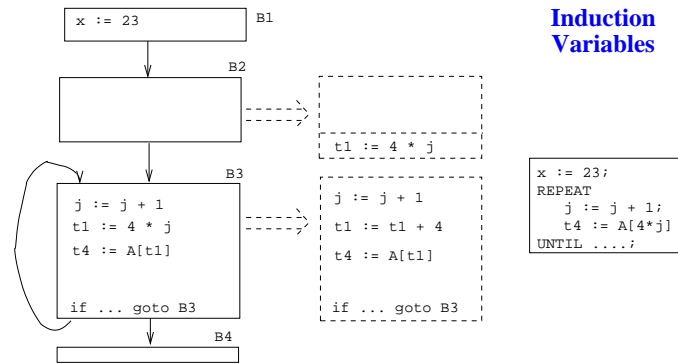 Induction
Variables
x := 23
B1
B2
t1 := 4 * j
B3
j := j + 1
t1 := 4 * j
t4 := A[t1]
if ... goto B3
j := j + 1
t1 := t1 + 4
t4 := A[t1]
if ... goto B3
x := 23;
REPEAT
j := j + 1;
t4 := A[4*j]
UNTIL ....;
B4